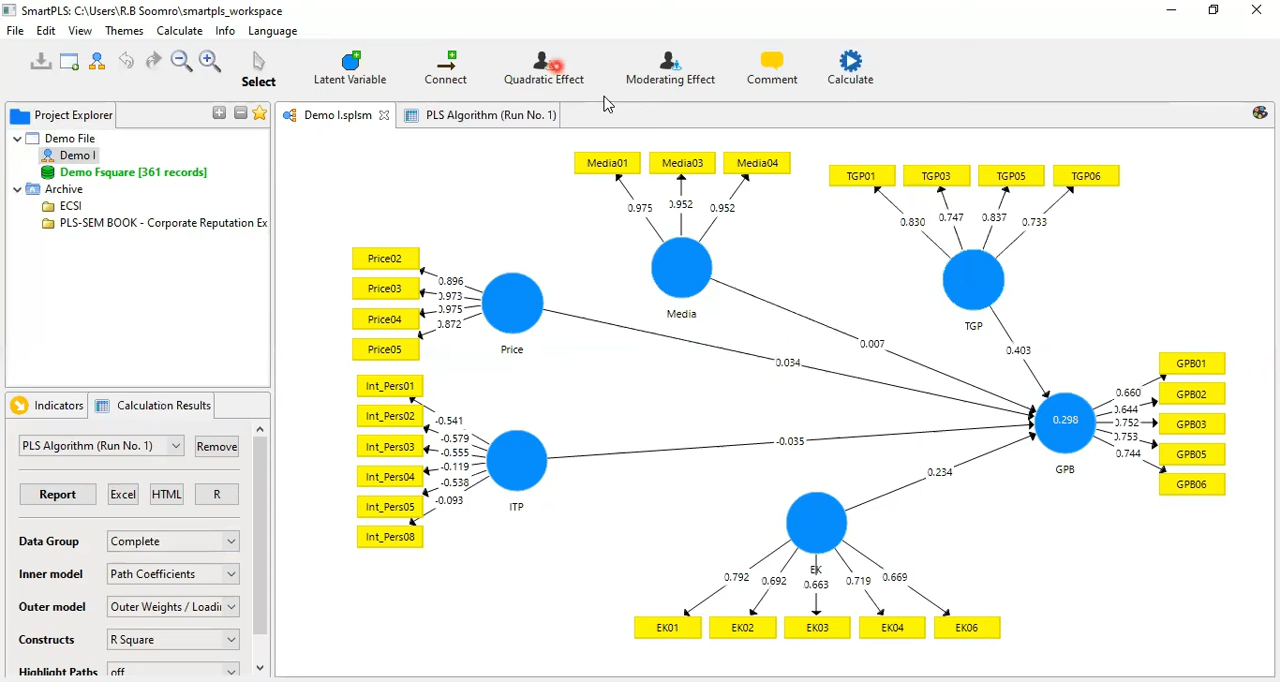 SmartPLS: C:\Users\R.B Soomro\smartpls_workspace
File Edit View Themes Calculate Info Language
Select
Latent Variable
Connect
Quadratic Effect
Moderating Effect
Comment
Calculate
Project Explorer
Demo File
Demo I
Demo Fsquare [361 records]
Archive
ECSI
PLS-SEM BOOK - Corporate Reputation Ex
Indicators
Calculation Results
PLS Algorithm (Run No. 1)
Remove
Report
Excel
HTML
R
Data Group
Complete
Inner model
Path Coefficients
Outer model
Outer Weights / Loadin
Constructs
R Square
Highlight Paths
off
Demo I.splsm
PLS Algorithm (Run No. 1)
Media01
Media03
Media04
0.975
0.952
0.952
Media
TGP01
TGP03
TGP05
TGP06
0.830
0.747
0.837
0.733
TGP
Price02
Price03
Price04
Price05
0.896
0.973
0.975
0.872
Price
Int_Pers01
Int_Pers02
Int_Pers03
Int_Pers04
Int_Pers05
Int_Pers08
-0.541
-0.579
-0.555
-0.119
-0.538
-0.093
ITP
0.007
0.034
0.403
-0.035
0.234
0.298
GPB
GPB01
GPB02
GPB03
GPB05
GPB06
0.660
0.644
0.752
0.753
0.744
EK
0.792
0.692
0.663
0.719
0.669
EK01
EK02
EK03
EK04
EK06